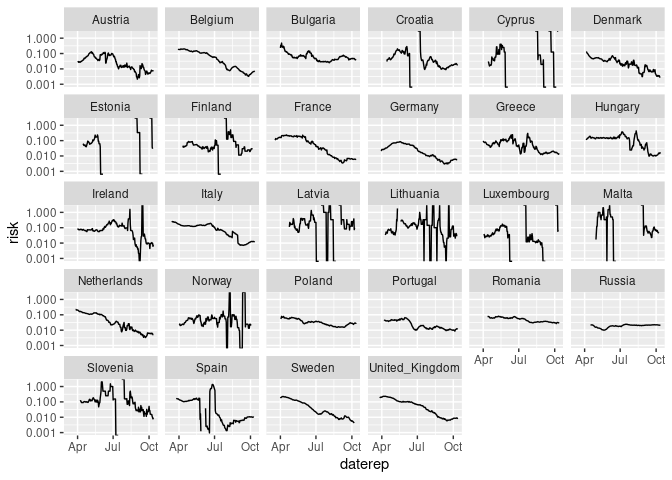 Austria Belgium Bulgaria Croatia Cyprus Denmark
1.000
0.100
0.010
0.001
Estonia Finland France Germany Greece Hungary
1.000
0.100
0.010
0.001
Ireland Italy Latvia Lithuania Luxembourg Malta
1.000
0.100
0.010
0.001
Netherlands Norway Poland Portugal Romania Russia
1.000
0.100
0.010
0.001
Apr Jul Oct Apr Jul Oct
Slovenia Spain Sweden United_Kingdom
1.000
0.100
0.010
0.001
Apr Jul Oct Apr Jul Oct Apr Jul Oct Apr Jul Oct
risk
daterep